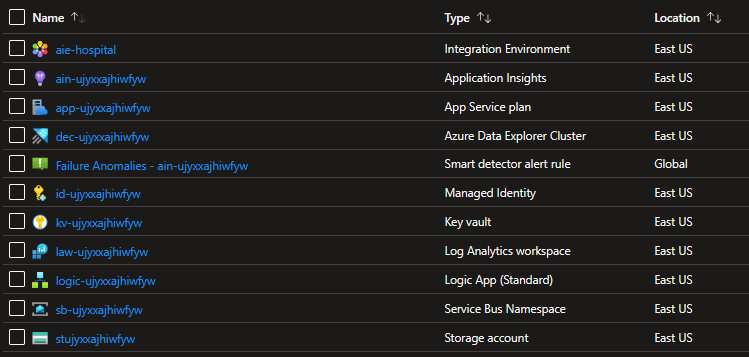 Name Type Location
aie-hospital Integration Environment East US
ain-ujyxxajhiwfyw Application Insights East US
app-ujyxxajhiwfyw App Service plan East US
dec-ujyxxajhiwfyw Azure Data Explorer Cluster East US
Failure Anomalies - ain-ujyxxajhiwfyw Smart detector alert rule Global
id-ujyxxajhiwfyw Managed Identity East US
kv-ujyxxajhiwfyw Key vault East US
law-ujyxxajhiwfyw Log Analytics workspace East US
logic-ujyxxajhiwfyw Logic App (Standard) East US
sb-ujyxxajhiwfyw Service Bus Namespace East US
stujyxxajhiwfyw Storage account East US